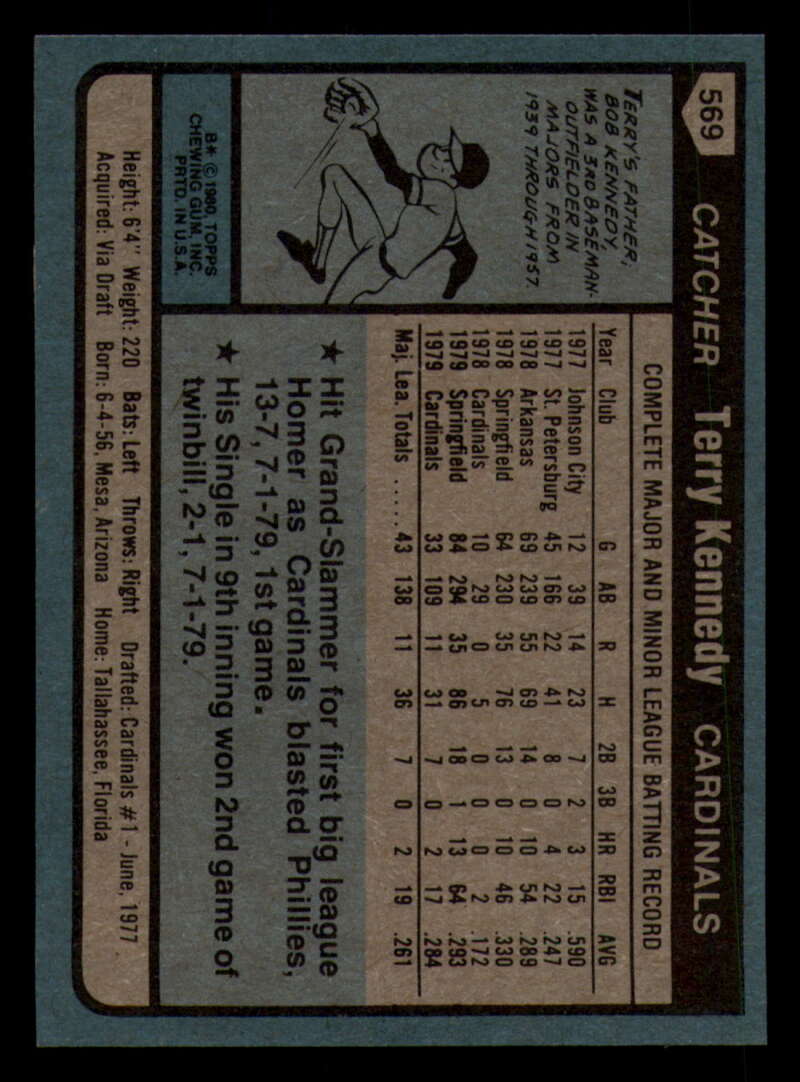 569 CATCHER Terry Kennedy CARDINALS
TERRY'S FATHER,
BOB KENNEDY,
WAS A 3RD BASEMAN-
OUTFIELDER IN
MAJORS FROM
1939 THROUGH 1957.
B* © 1980, TOPPS
CHEWING GUM, INC.
PRTD. IN U.S.A.
COMPLETE MAJOR AND MINOR LEAGUE BATTING RECORD
Year Club G AB R H 2B 3B HR RBI AVG
1977 Johnson City 12 39 14 23 7 2 3 15 .590
1977 St. Petersburg 45 166 22 41 8 0 4 22 .247
1978 Arkansas 69 239 55 69 14 0 10 54 .289
1978 Springfield 64 230 35 76 13 0 10 46 .330
1978 Cardinals 10 29 0 5 0 0 0 2 .172
1979 Springfield 84 294 35 86 18 1 13 64 .293
1979 Cardinals 33 109 11 31 7 0 2 17 .284
Maj. Lea. Totals ..... 43 138 11 36 7 0 2 19 .261
★ Hit Grand-Slammer for first big league
Homer as Cardinals blasted Phillies,
13-7, 7-1-79, 1st game.
★ His Single in 9th inning won 2nd game of
twinbill, 2-1, 7-1-79.
Height: 6'4" Weight: 220 Bats: Left Throws: Right Drafted: Cardinals #1 - June, 1977
Acquired: Via Draft Born: 6-4-56, Mesa, Arizona Home: Tallahassee, Florida